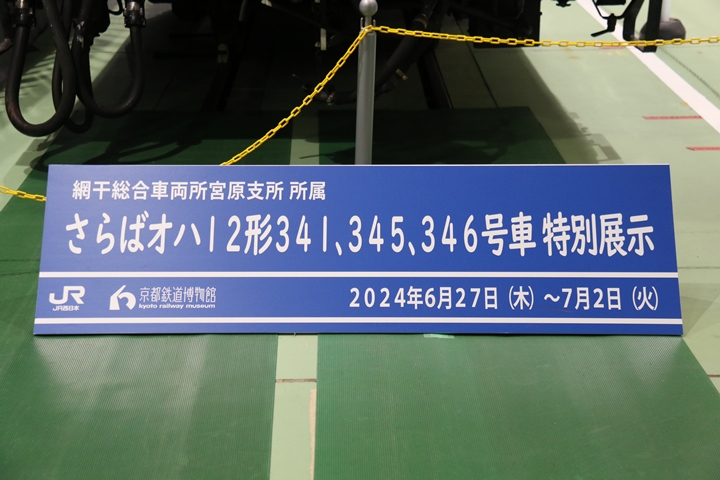 網干総合車両所宮原支所 所属
さらばオハ12形341、345、346号車 特別展示
JR
JR西日本
京都鉄道博物館
kyoto railway museum
2024年6月27日（木）～7月2日（火）